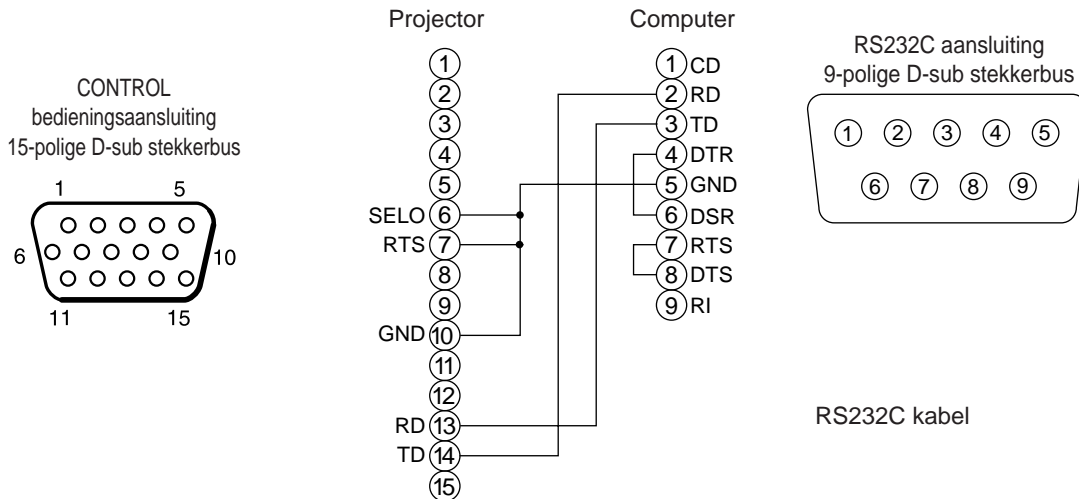 Projector
Computer
CONTROL
bedieningsaansluiting
15-polige D-sub stekkerbus
1 5
6 10
11 15
1
2
3
4
5
SELO 6
RTS 7
8
9
GND 10
11
12
RD 13
TD 14
15
1 CD
2 RD
3 TD
4 DTR
5 GND
6 DSR
7 RTS
8 DTS
9 RI
RS232C aansluiting
9-polige D-sub stekkerbus
1 2 3 4 5
6 7 8 9
RS232C kabel